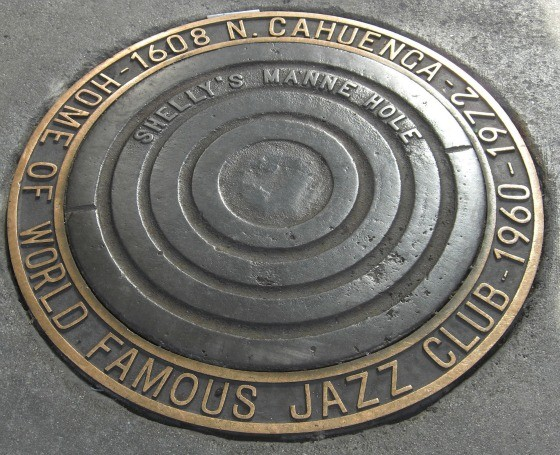 SHELLY'S MANNE HOLE
HOME OF WORLD FAMOUS JAZZ CLUB - 1960 - 1972 - 1608 N. CAHUENGA -